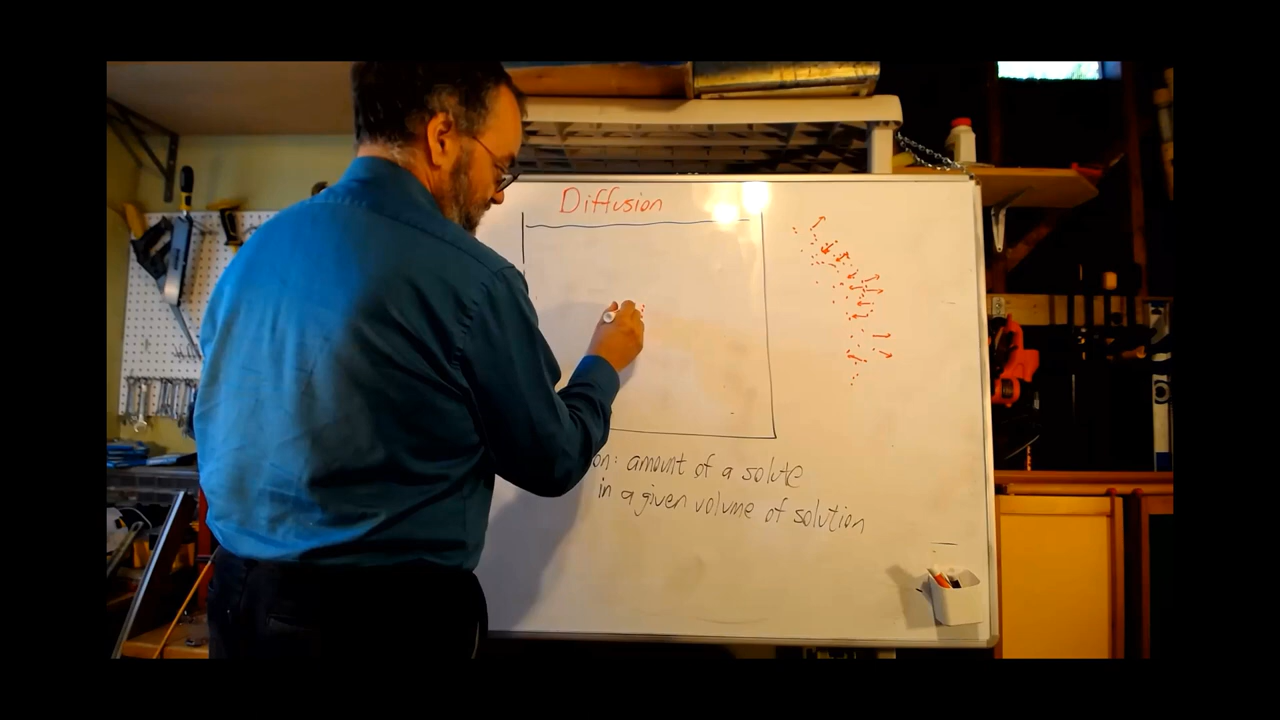 Diffusion
on: amount of a solute
in a given volume of solution